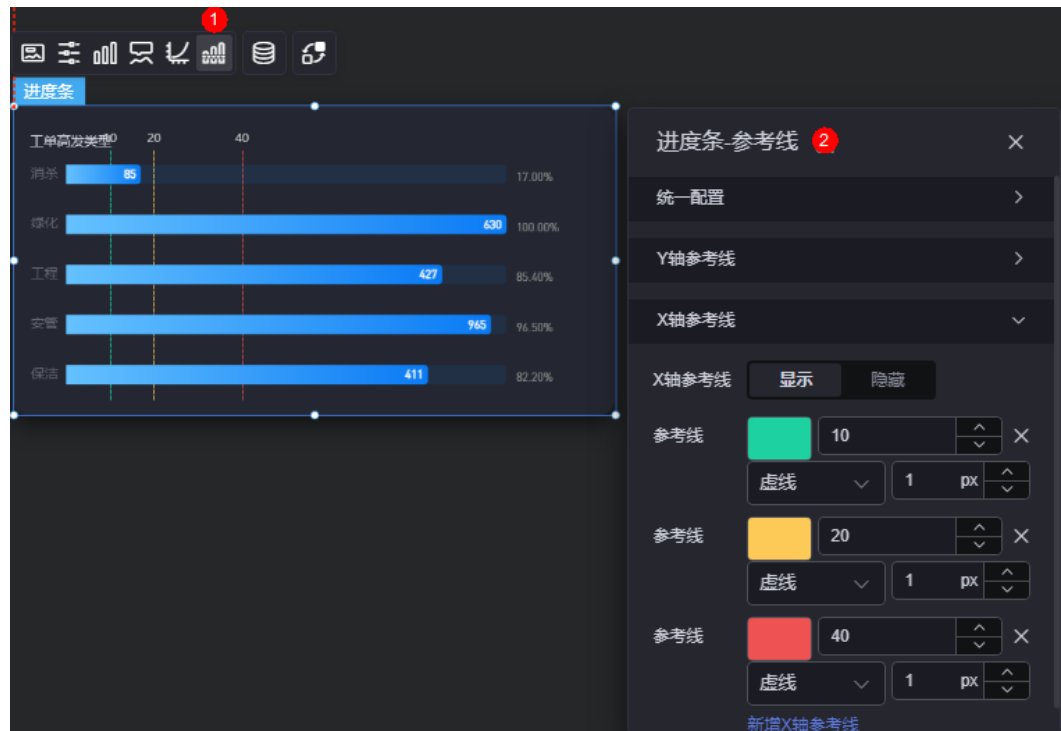 1
进度条
工单高发类型
10
20
40
消杀
85
17.00%
绿化
630
100.00%
工程
427
85.40%
安管
965
96.50%
保洁
411
82.20%
进度条-参考线
2
统一配置
Y轴参考线
X轴参考线
X轴参考线 显示 隐藏
参考线 10
虚线 1 px
参考线 20
虚线 1 px
参考线 40
虚线 1 px
新增X轴参考线